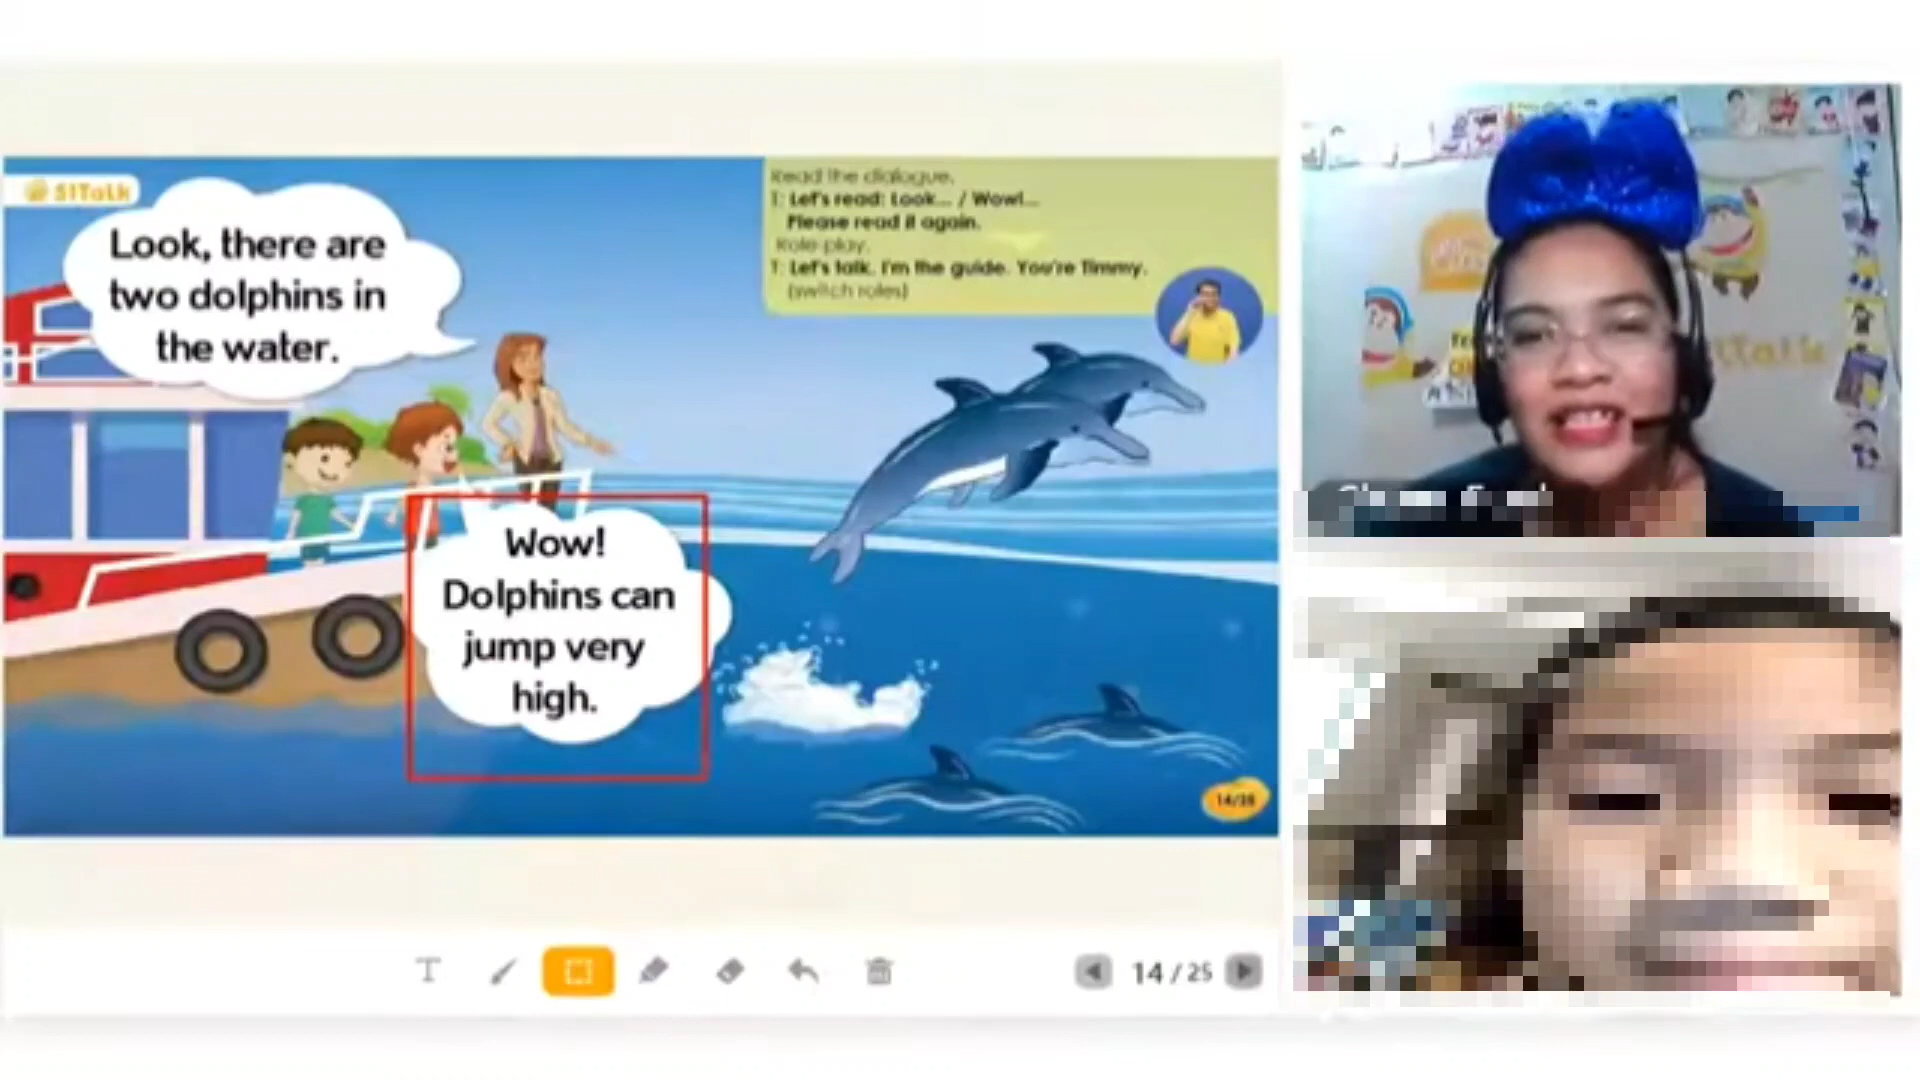 51Talk
Look, there are
two dolphins in
the water.
Read the dialogue.
T: Let's read: Look... / Wow!...
Please read it again.
Role play.
T: Let's talk. I'm the guide. You're Timmy.
(switch roles)
Wow!
Dolphins can
jump very
high.
14/25
T
14 / 25